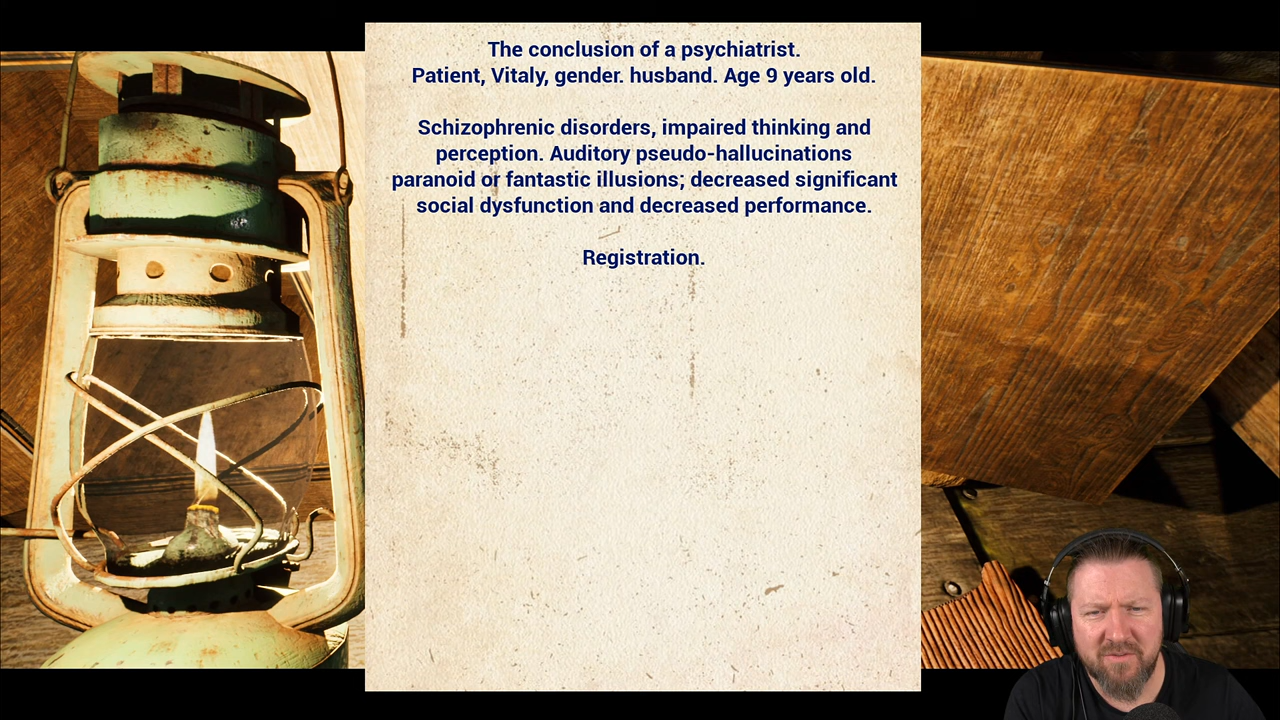 The conclusion of a psychiatrist.
Patient, Vitaly, gender. husband. Age 9 years old.
Schizophrenic disorders, impaired thinking and
perception. Auditory pseudo-hallucinations
paranoid or fantastic illusions; decreased significant
social dysfunction and decreased performance.
Registration.